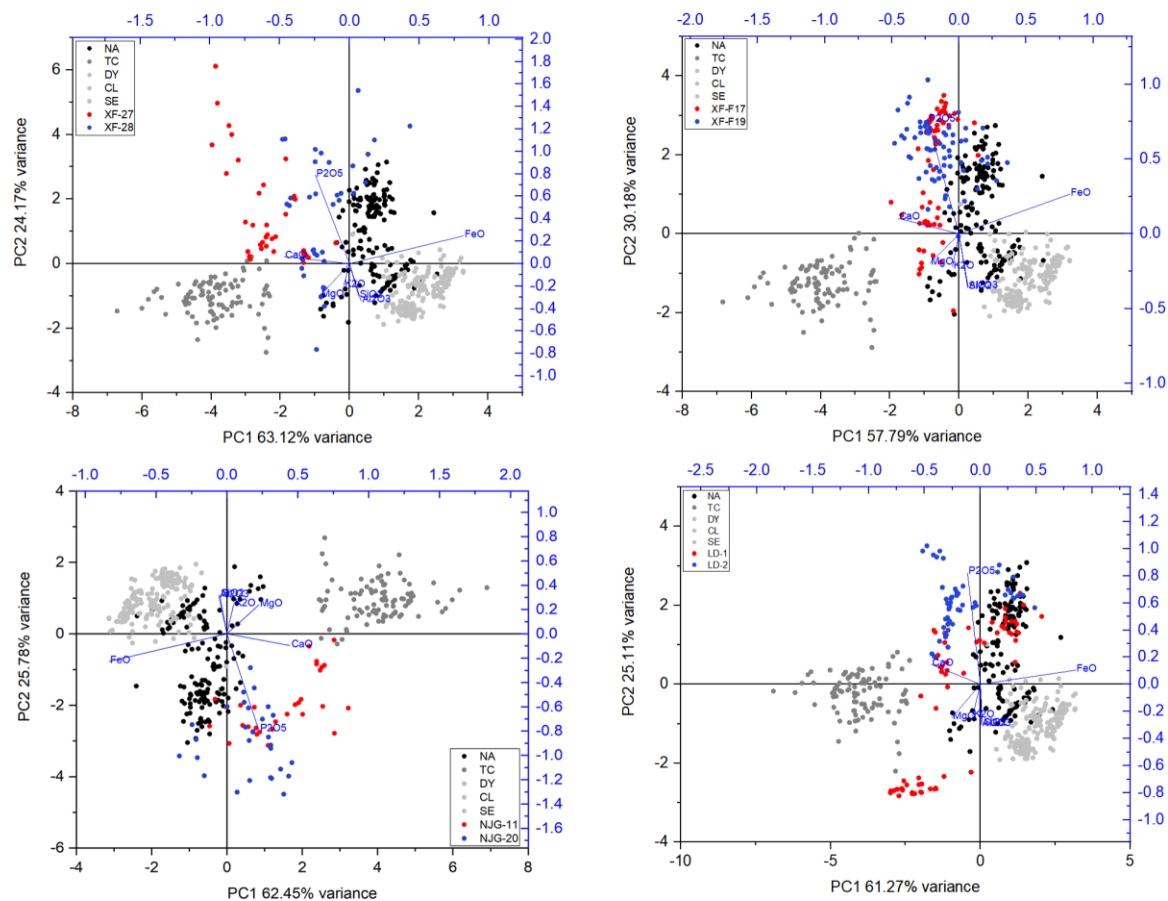 -1.5 -1.0 -0.5 0.0 0.5 1.0
2.0
1.8
1.6
1.4
1.2
1.0
0.8
0.6
0.4
0.2
0.0
-0.2
-0.4
-0.6
-0.8
-1.0
6
4
2
0
-2
-4
PC2 24.17% variance
NA
TC
DY
CL
SE
XF-27
XF-28
P2O5
FeO
MgO
-8 -6 -4 -2 0 2 4
PC1 63.12% variance
-2.0 -1.5 -1.0 -0.5 0.0 0.5 1.0
1.0
0.5
0.0
-0.5
-1.0
4
2
0
-2
-4
PC2 30.18% variance
NA
TC
DY
CL
SE
XF-F17
XF-F19
P2O5
FeO
CaO
MgO
K2O
-8 -6 -4 -2 0 2 4
PC1 57.79% variance
-1.0 -0.5 0.0 0.5 1.0 1.5 2.0
1.0
0.8
0.6
0.4
0.2
0.0
-0.2
-0.4
-0.6
-0.8
-1.0
-1.2
-1.4
-1.6
4
2
0
-2
-4
-6
PC2 25.78% variance
K2O
MgO
CaO
FeO
P2O5
NA
TC
DY
CL
SE
NJG-11
NJG-20
-4 -2 0 2 4 6 8
PC1 62.45% variance
-2.5 -2.0 -1.5 -1.0 -0.5 0.0 0.5 1.0
1.4
1.2
1.0
0.8
0.6
0.4
0.2
0.0
-0.2
-0.4
-0.6
-0.8
-1.0
4
2
0
-2
-4
PC2 25.11% variance
NA
TC
DY
CL
SE
LD-1
LD-2
P2O5
CaO
FeO
K2O
-10 -5 0 5
PC1 61.27% variance